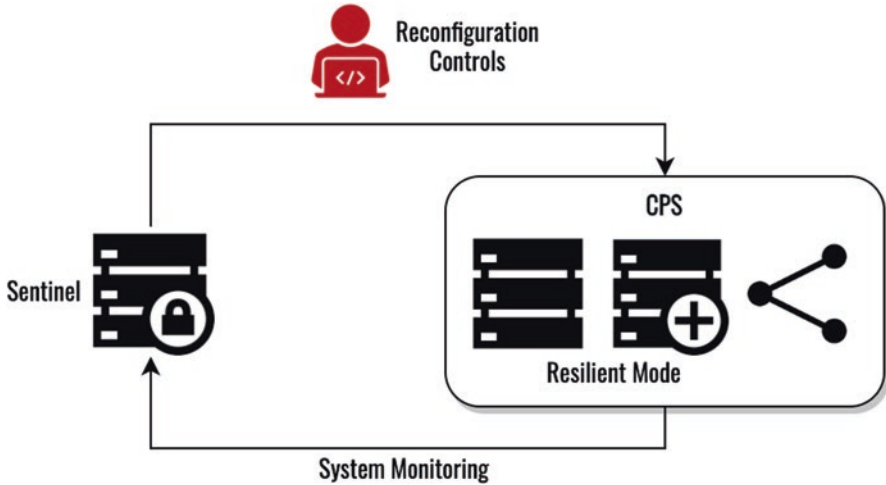 Reconfiguration
Controls
</>
CPS
Sentinel
Resilient Mode
System Monitoring